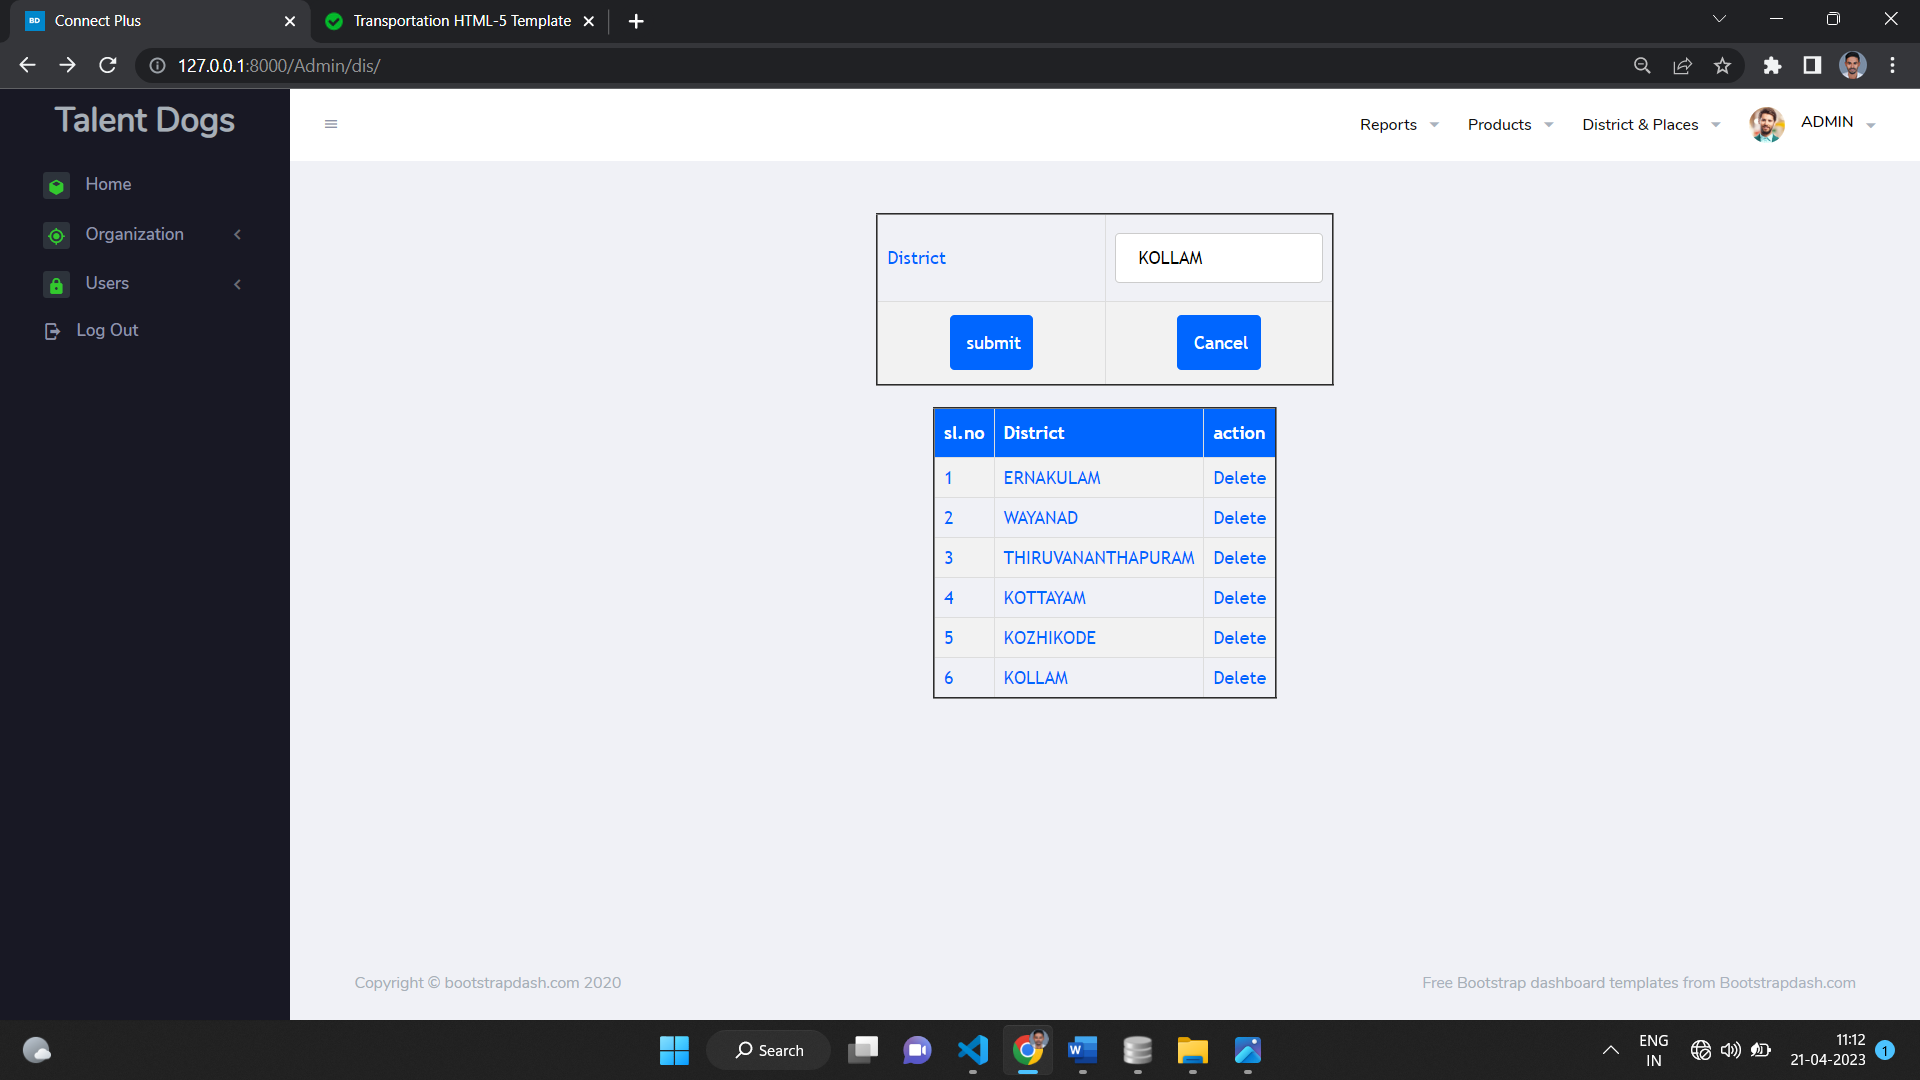 BD Connect Plus
Transportation HTML-5 Template
127.0.0.1:8000/Admin/dis/
Talent Dogs
Home
Organization
Users
Log Out
Reports Products District & Places ADMIN
District KOLLAM
submit Cancel
sl.no District action
1 ERNAKULAM Delete
2 WAYANAD Delete
3 THIRUVANANTHAPURAM Delete
4 KOTTAYAM Delete
5 KOZHIKODE Delete
6 KOLLAM Delete
Copyright © bootstrapdash.com 2020
Free Bootstrap dashboard templates from Bootstrapdash.com
Search
W
ENG
IN
11:12
21-04-2023
1